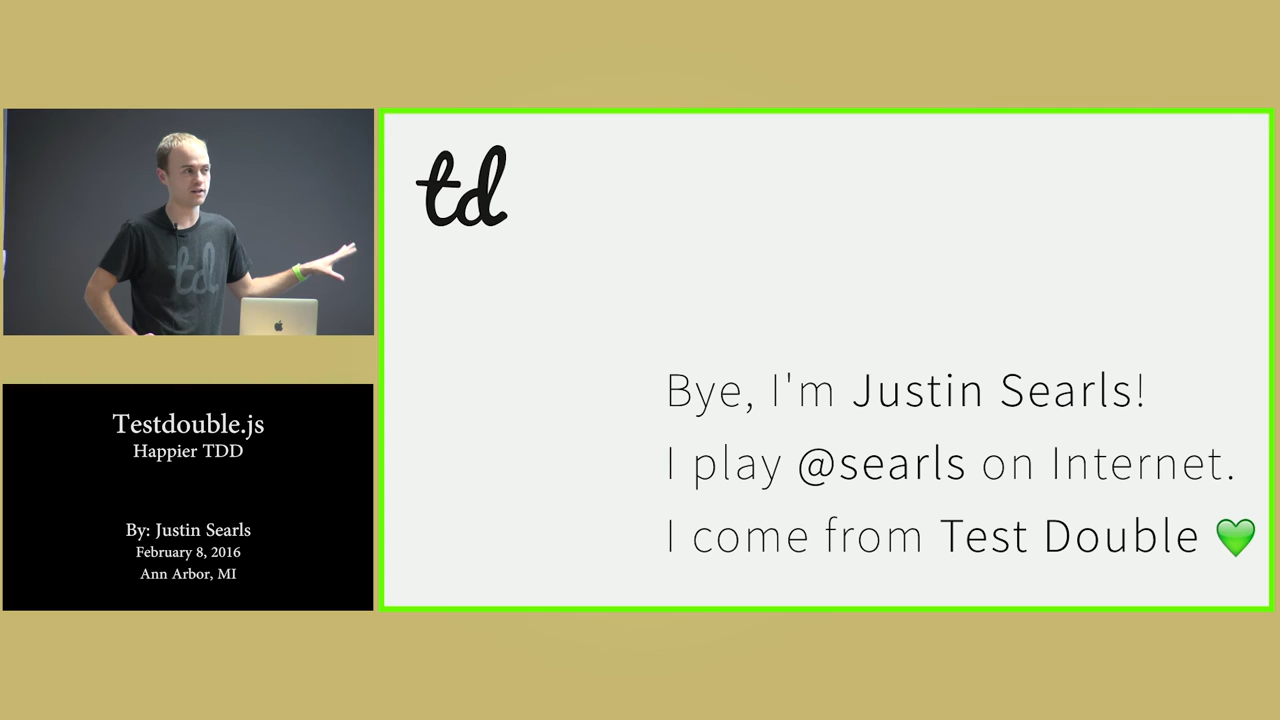 td
Testdouble.js
Happier TDD
By: Justin Searls
February 8, 2016
Ann Arbor, MI
td
Bye, I'm Justin Searls!
I play @searls on Internet.
I come from Test Double 💚